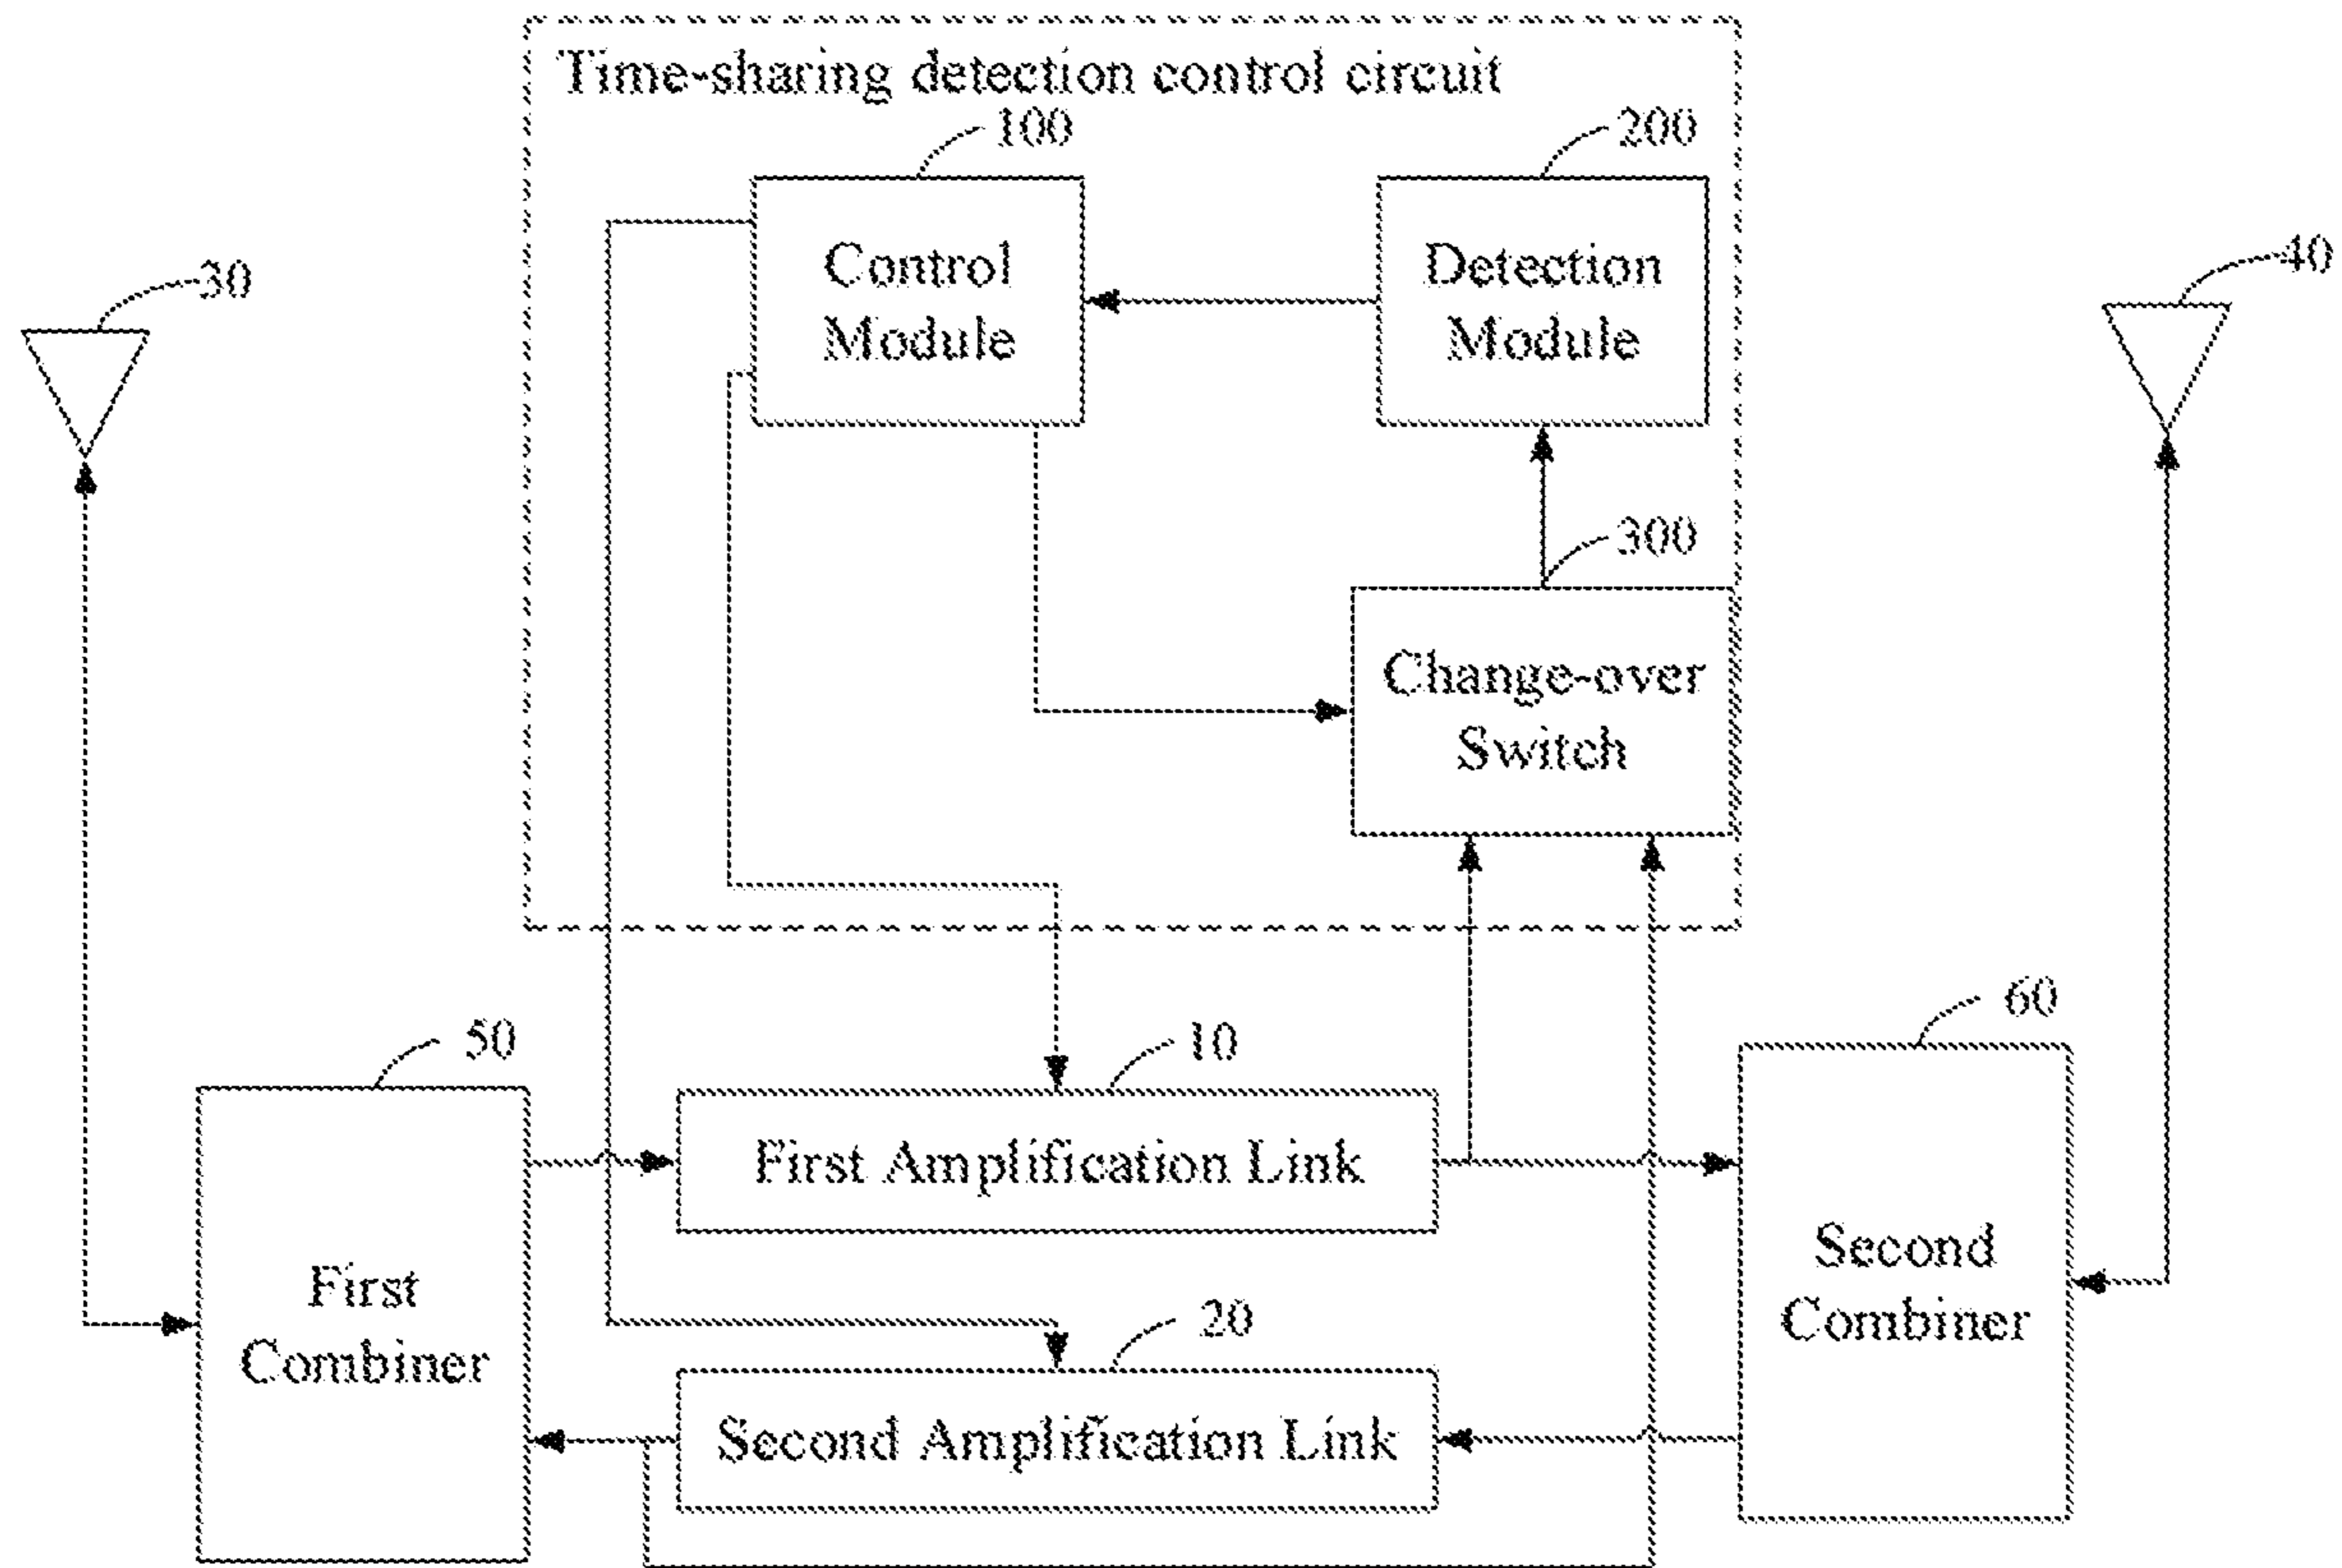 Time-sharing detection control circuit
100
200
Control
Module
Detection
Module
30
40
300
Change-over
Switch
50
10
60
First Amplification Link
First
Combiner
Second
Combiner
20
Second Amplification Link